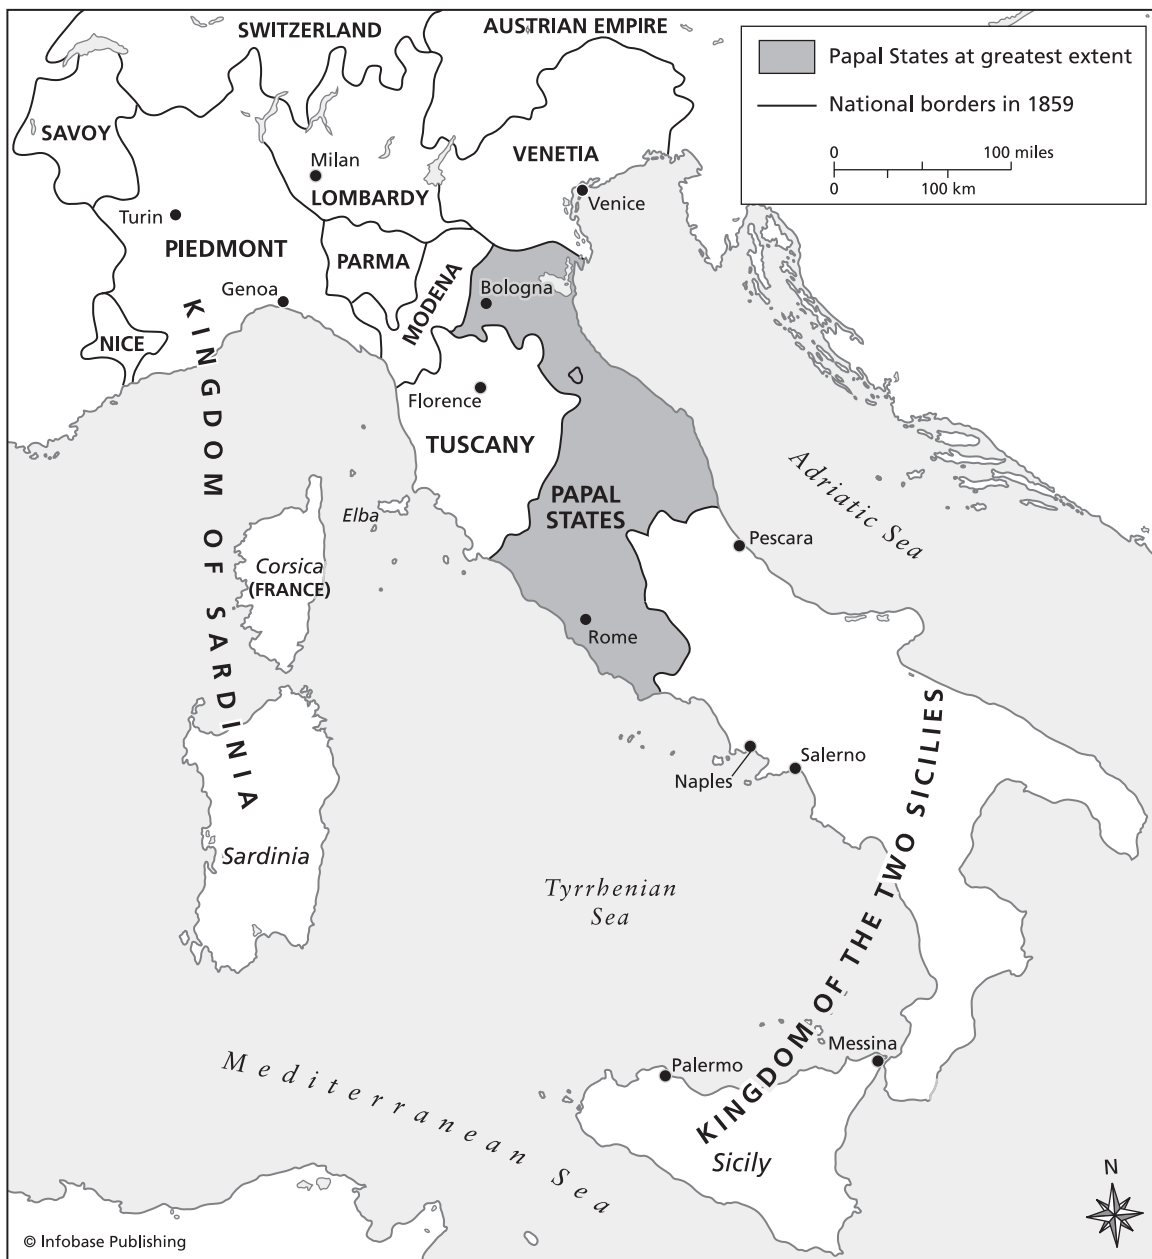 SWITZERLAND
AUSTRIAN EMPIRE
Papal States at greatest extent
National borders in 1859
0 100 miles
0 100 km
SAVOY
Milan
VENETIA
LOMBARDY
Venice
Turin
PIEDMONT
PARMA
MODENA
Genoa
Bologna
NICE
Florence
TUSCANY
KINGDOM OF SARDINIA
Elba
PAPAL
STATES
Adriatic Sea
Pescara
Corsica
(FRANCE)
Rome
Naples
Salerno
Sardinia
Tyrrhenian
Sea
KINGDOM OF THE TWO SICILIES
Messina
Palermo
Mediterranean Sea
Sicily
N
© Infobase Publishing